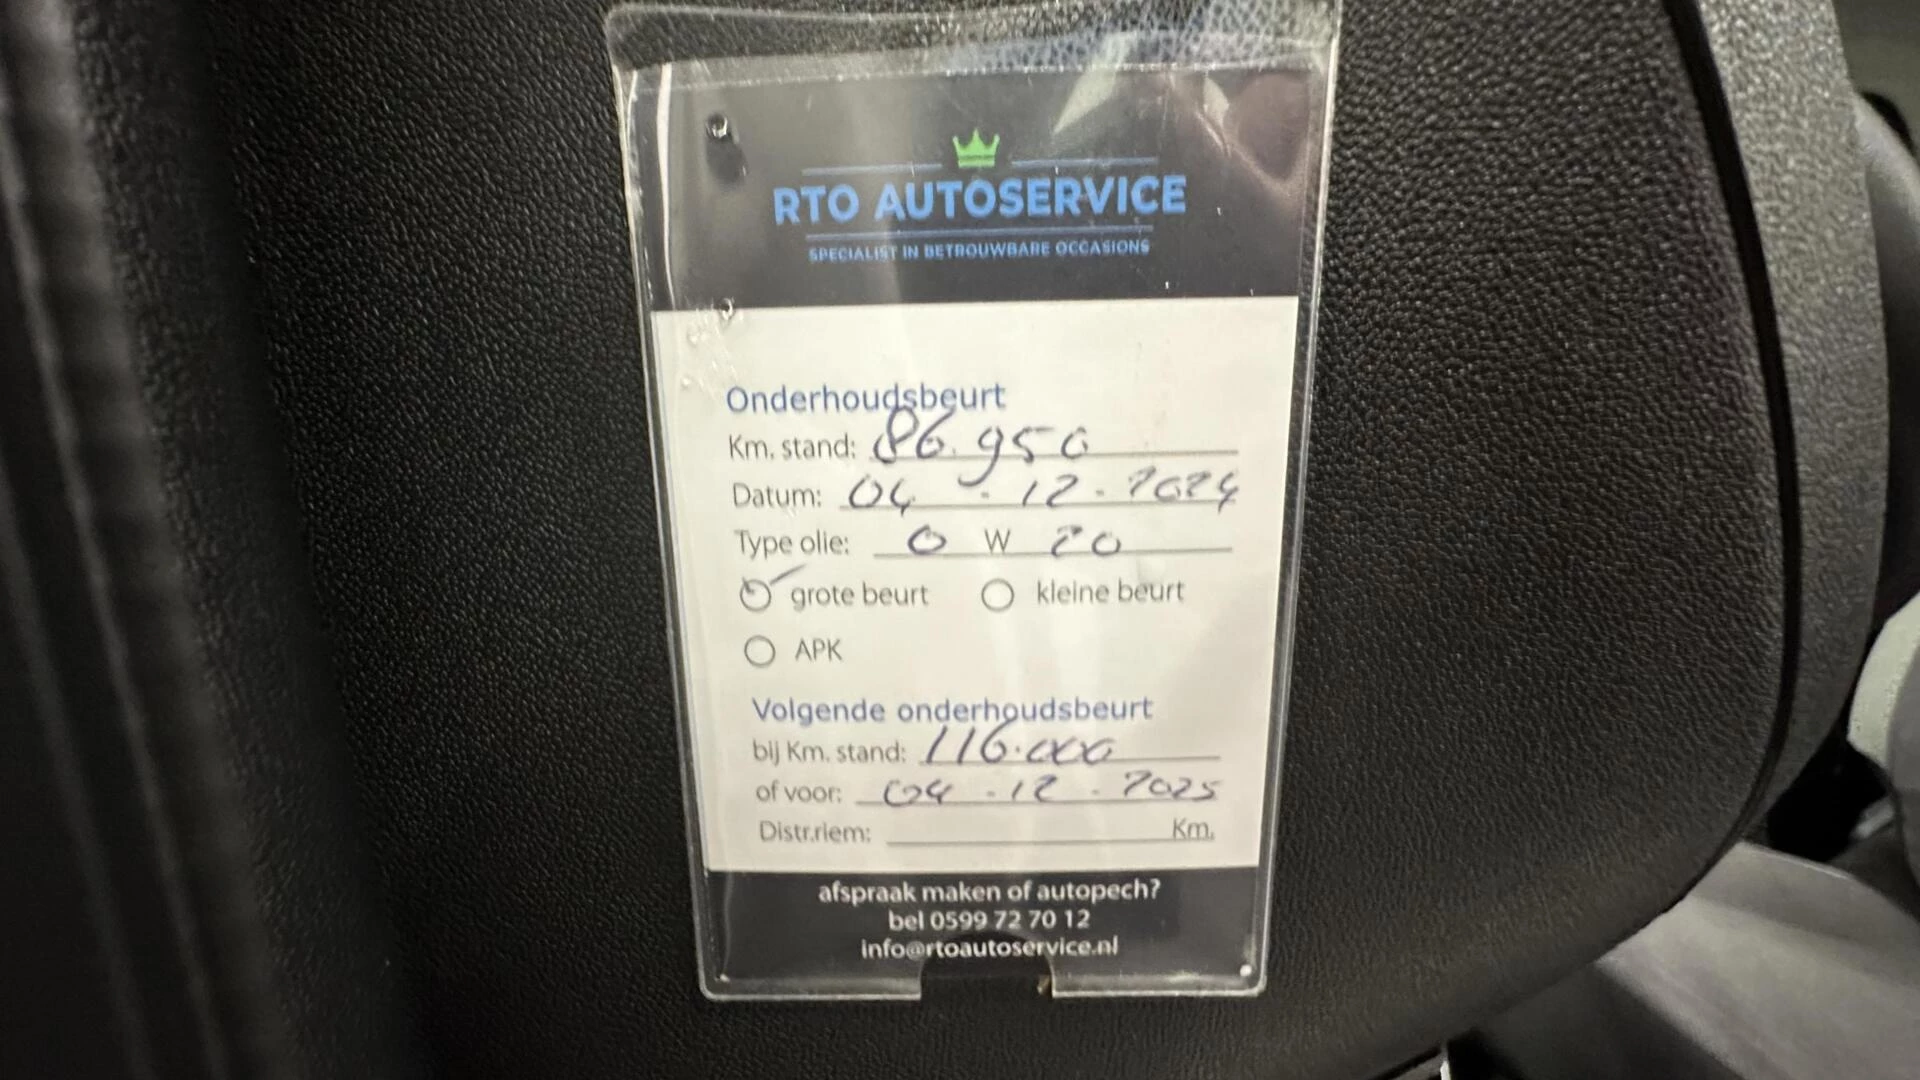 RTO AUTOSERVICE
SPECIALIST IN BETROUWBARE OCCASIONS
Onderhoudsbeurt
Km. stand: 86.950
Datum: 04 - 12 - 2024
Type olie: 0 W 20
grote beurt kleine beurt
APK
Volgende onderhoudsbeurt
bij Km. stand: 116.000
of voor: 04 - 12 - 2025
Distr.riem: Km.
afspraak maken of autopech?
bel 0599 72 70 12
info@rtoautoservice.nl